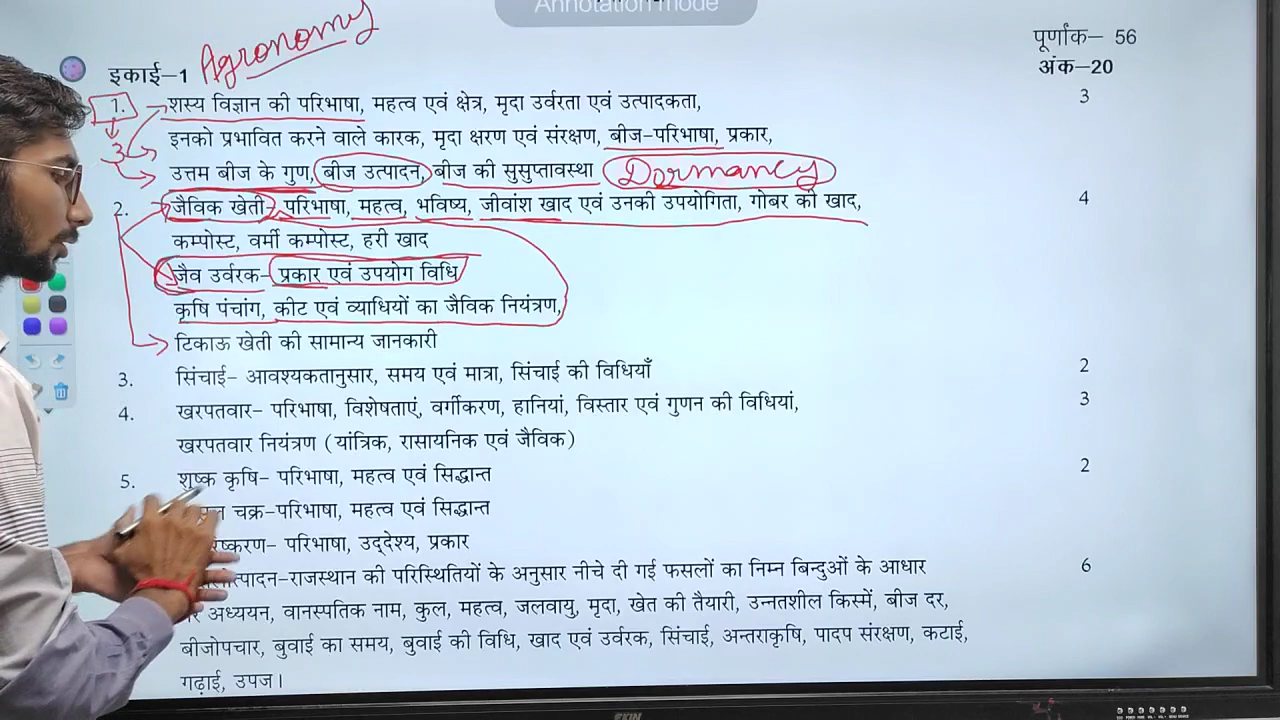 Annotation mode
पूर्णांक– 56
इकाई–1 Agronomy अंक–20
1. शस्य विज्ञान की परिभाषा, महत्व एवं क्षेत्र, मृदा उर्वरता एवं उत्पादकता, 3
3 इनको प्रभावित करने वाले कारक, मृदा क्षरण एवं संरक्षण, बीज-परिभाषा, प्रकार,
उत्तम बीज के गुण, बीज उत्पादन, बीज की सुसुप्तावस्था Dormancy
2. जैविक खेती- परिभाषा, महत्व, भविष्य, जीवांश खाद एवं उनकी उपयोगिता, गोबर की खाद, 4
कम्पोस्ट, वर्मी कम्पोस्ट, हरी खाद
जैव उर्वरक- प्रकार एवं उपयोग विधि
कृषि पंचांग, कीट एवं व्याधियों का जैविक नियंत्रण,
टिकाऊ खेती की सामान्य जानकारी
3. सिंचाई- आवश्यकतानुसार, समय एवं मात्रा, सिंचाई की विधियाँ 2
4. खरपतवार- परिभाषा, विशेषताएं, वर्गीकरण, हानियां, विस्तार एवं गुणन की विधियां, 3
खरपतवार नियंत्रण (यांत्रिक, रासायनिक एवं जैविक)
5. शुष्क कृषि- परिभाषा, महत्व एवं सिद्धान्त 2
चक्र-परिभाषा, महत्व एवं सिद्धान्त
परिभाषा, उद्देश्य, प्रकार
राजस्थान की परिस्थितियों के अनुसार नीचे दी गई फसलों का निम्न बिन्दुओं के आधार 6
अध्ययन, वानस्पतिक नाम, कुल, महत्व, जलवायु, मृदा, खेत की तैयारी, उन्नतशील किस्में, बीज दर,
बीजोपचार, बुवाई का समय, बुवाई की विधि, खाद एवं उर्वरक, सिंचाई, अन्तराकृषि, पादप संरक्षण, कटाई,
गढ़ाई, उपज।